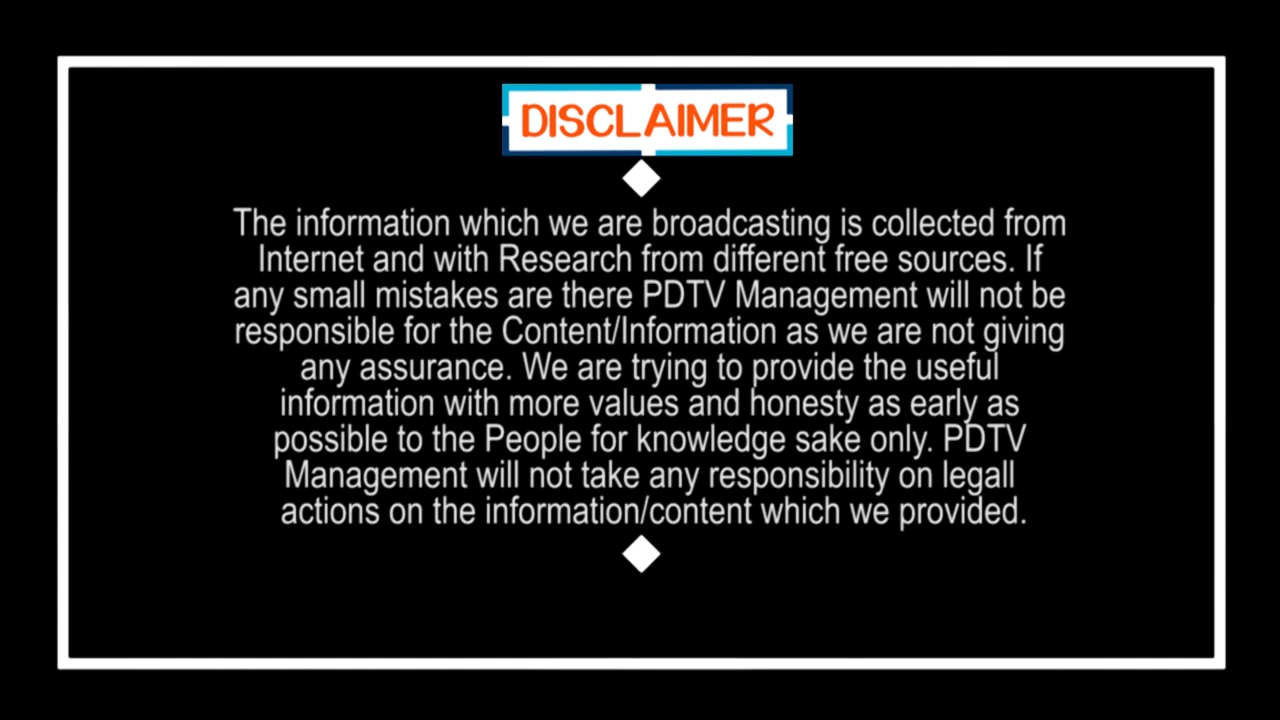 DISCLAIMER
The information which we are broadcasting is collected from
Internet and with Research from different free sources. If
any small mistakes are there PDTV Management will not be
responsible for the Content/Information as we are not giving
any assurance. We are trying to provide the useful
information with more values and honesty as early as
possible to the People for knowledge sake only. PDTV
Management will not take any responsibility on legall
actions on the information/content which we provided.